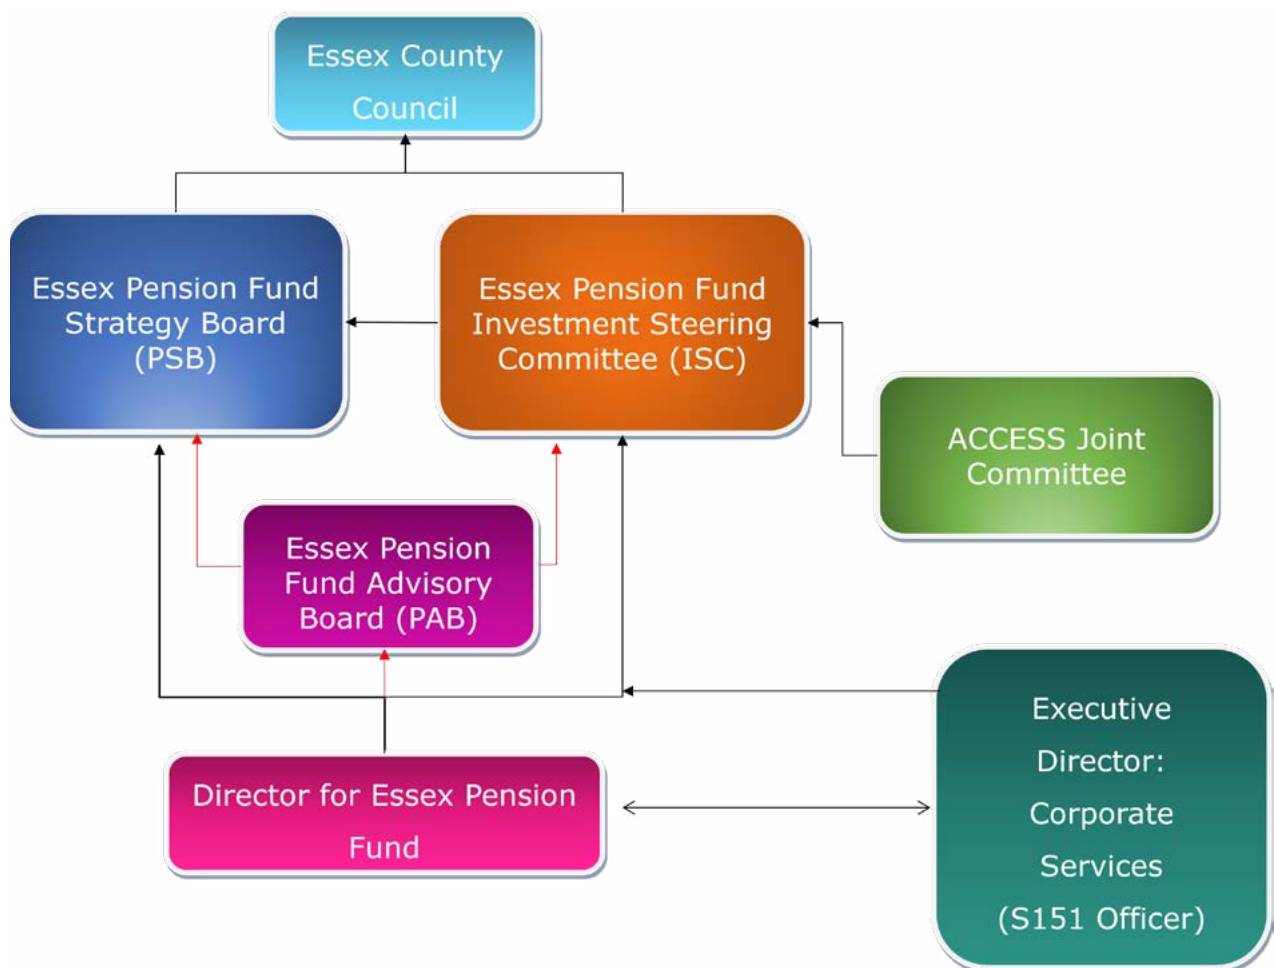 Essex County
Council
Essex Pension Fund
Strategy Board
(PSB)
Essex Pension Fund
Investment Steering
Committee (ISC)
ACCESS Joint
Committee
Essex Pension
Fund Advisory
Board (PAB)
Director for Essex Pension
Fund
Executive
Director:
Corporate
Services
(S151 Officer)